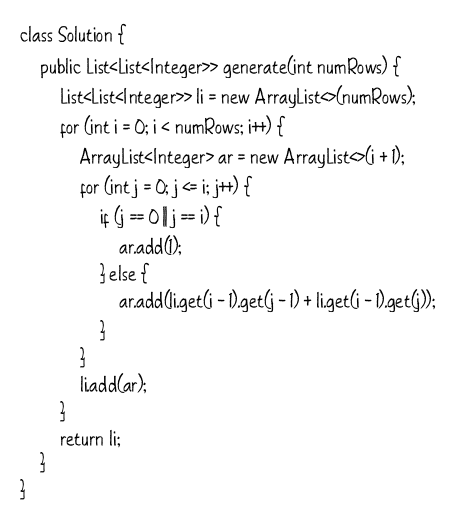 class Solution {
public List<List<Integer>> generate(int numRows) {
List<List<Integer>> li = new ArrayList<>(numRows);
for (int i = 0; i < numRows; i++) {
ArrayList<Integer> ar = new ArrayList<>(i + 1);
for (int j = 0; j <= i; j++) {
if (j == 0 || j == i) {
ar.add(1);
} else {
ar.add(li.get(i - 1).get(j - 1) + li.get(i - 1).get(j));
}
}
li.add(ar);
}
return li;
}
}